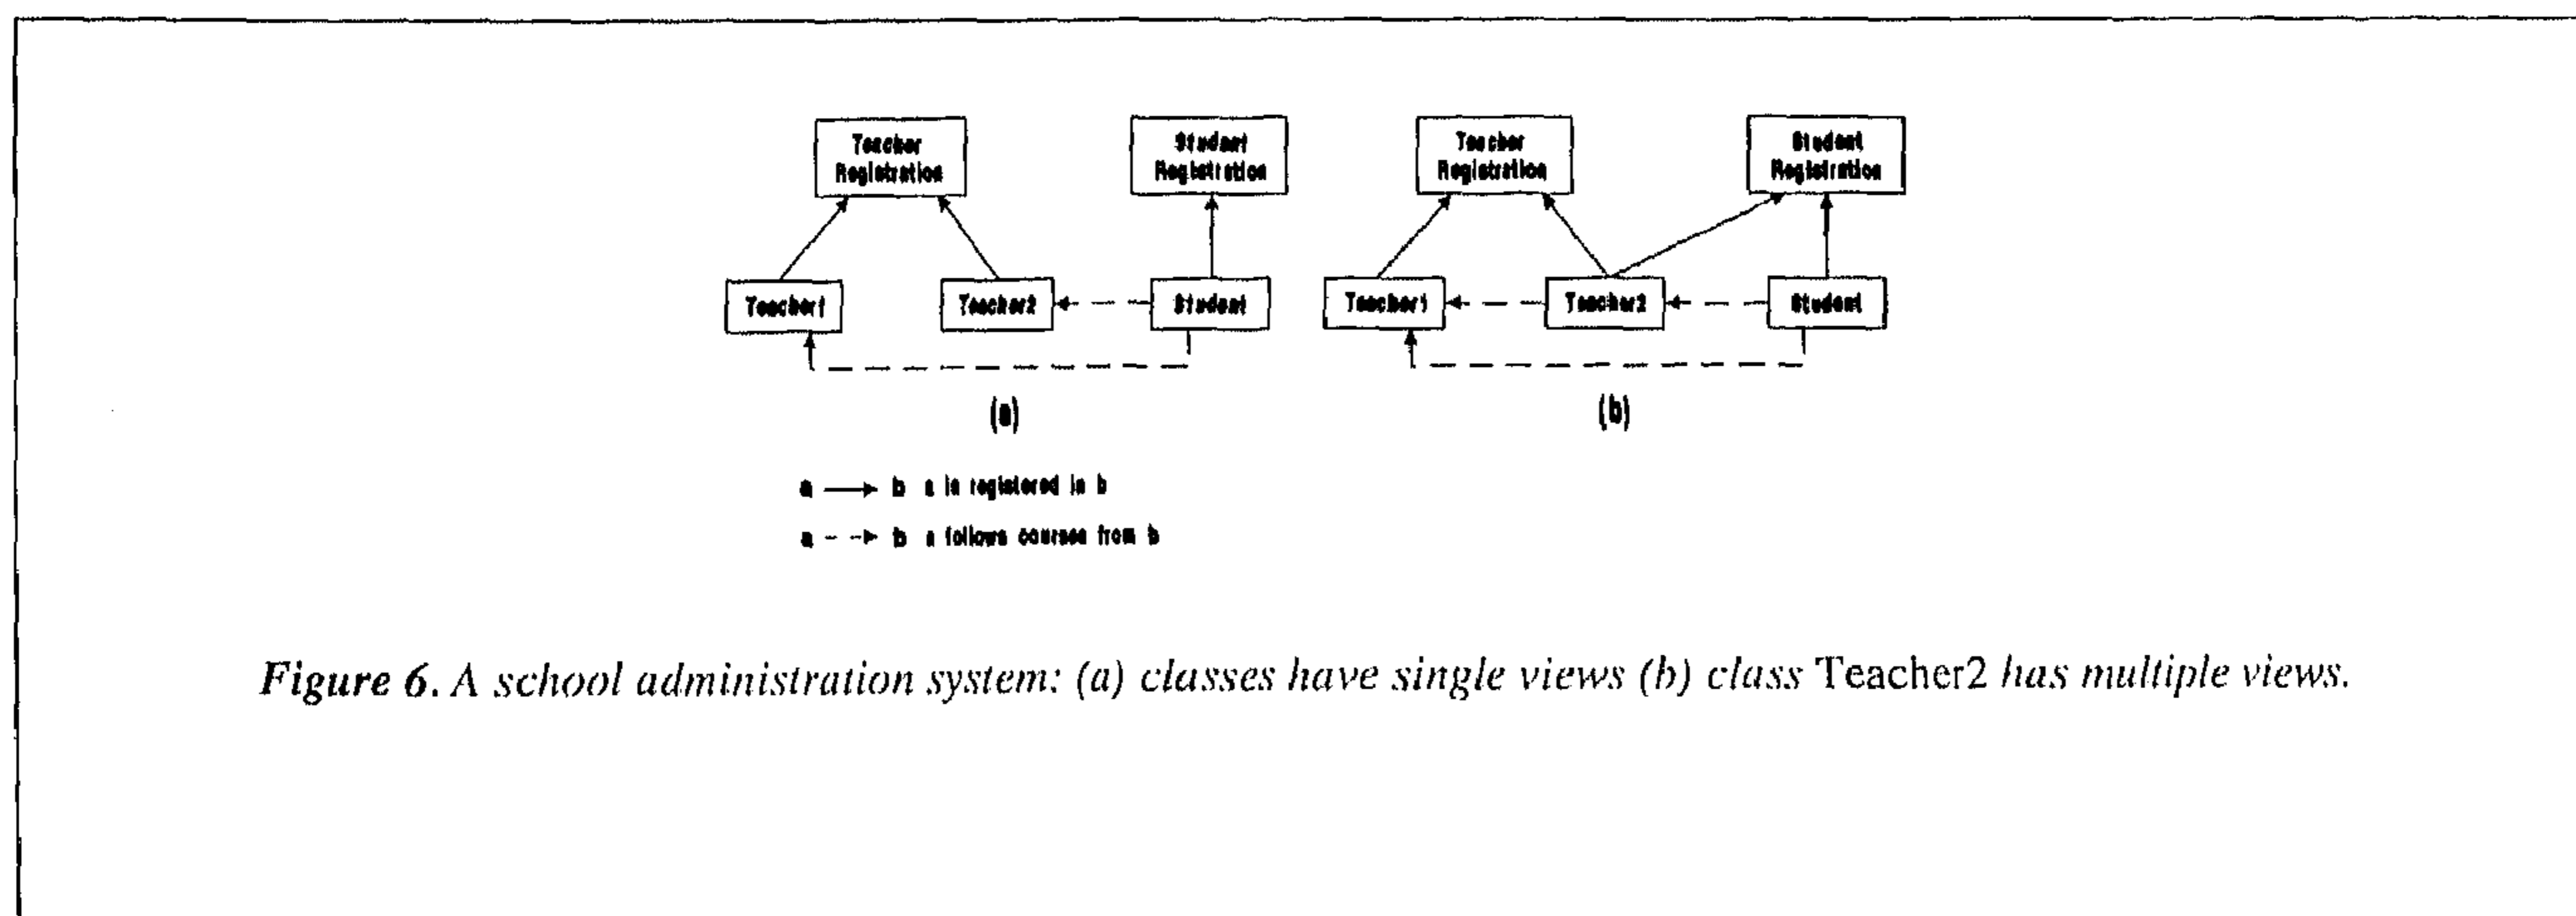 Teacher
Registration
Student
Registration
Teacher1
Teacher2
Student
(a)
Teacher
Registration
Student
Registration
Teacher1
Teacher2
Student
(b)
a b a is registered in b
a b a follows courses from b
Figure 6. A school administration system: (a) classes have single views (b) class Teacher2 has multiple views.